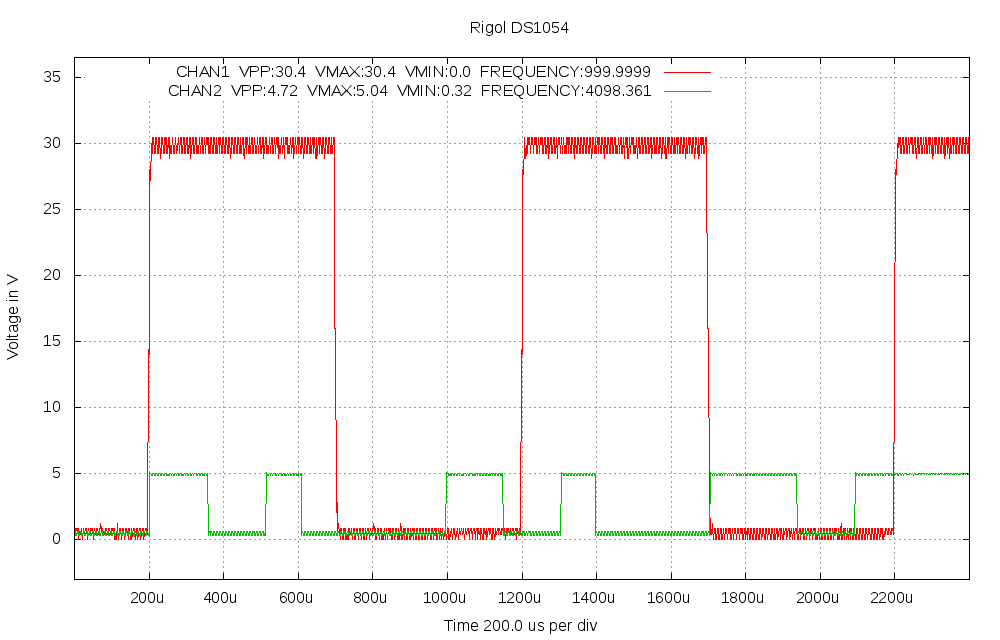 Rigol DS1054
CHAN1 VPP:30.4 VMAX:30.4 VMIN:0.0 FREQUENCY:999.9999
CHAN2 VPP:4.72 VMAX:5.04 VMIN:0.32 FREQUENCY:4098.361
35
30
25
20
15
10
5
0
Voltage in V
200u 400u 600u 800u 1000u 1200u 1400u 1600u 1800u 2000u 2200u
Time 200.0 us per div